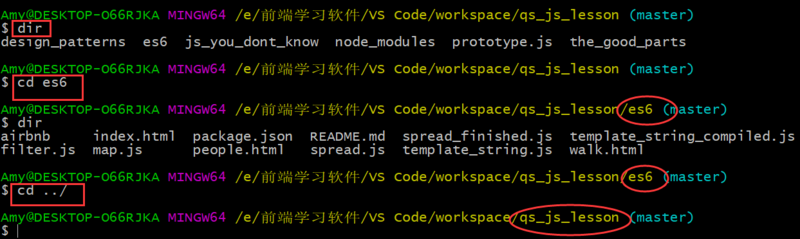 Amy@DESKTOP-O66RJKA MINGW64 /e/前端学习软件/VS Code/workspace/qs_js_lesson (master)
$ dir
design_patterns  es6  js_you_dont_know  node_modules  prototype.js  the_good_parts
Amy@DESKTOP-O66RJKA MINGW64 /e/前端学习软件/VS Code/workspace/qs_js_lesson (master)
$ cd es6
Amy@DESKTOP-O66RJKA MINGW64 /e/前端学习软件/VS Code/workspace/qs_js_lesson/es6 (master)
$ dir
airbnb     index.html  package.json  README.md  spread_finished.js  template_string_compiled.js
filter.js  map.js      people.html   spread.js  template_string.js  walk.html
Amy@DESKTOP-O66RJKA MINGW64 /e/前端学习软件/VS Code/workspace/qs_js_lesson/es6 (master)
$ cd ../
Amy@DESKTOP-O66RJKA MINGW64 /e/前端学习软件/VS Code/workspace/qs_js_lesson (master)
$